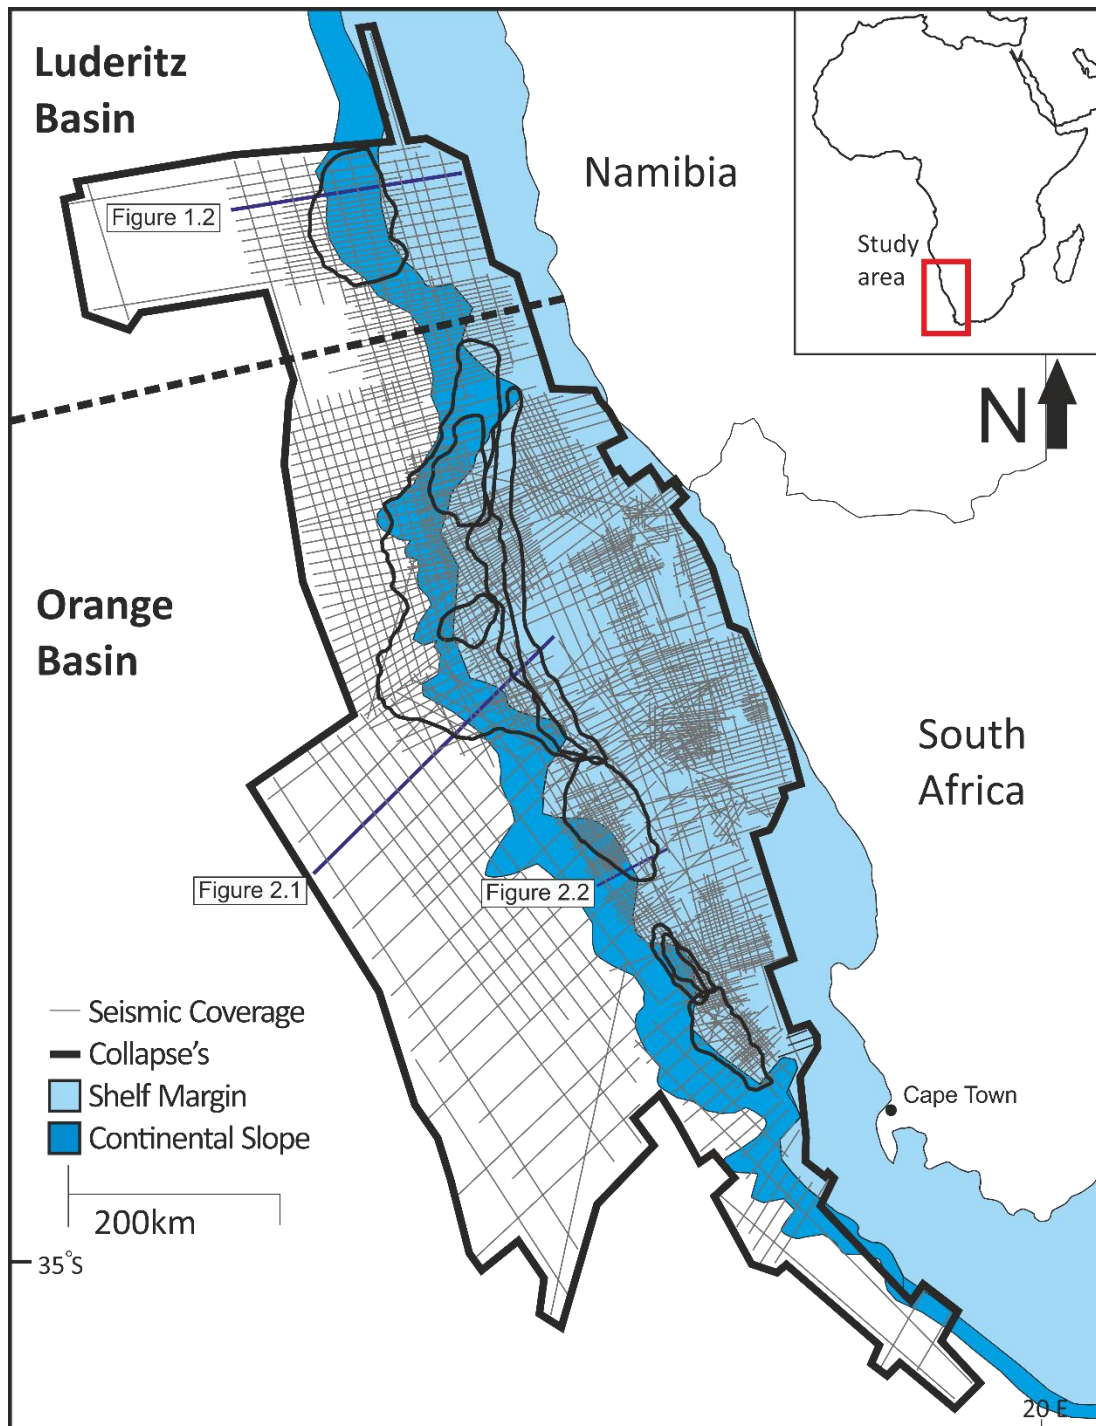 Luderitz
Basin
Namibia
Figure 1.2
Study
area
N
Orange
Basin
South
Africa
Figure 2.1
Figure 2.2
Seismic Coverage
Collapse's
Shelf Margin
Continental Slope
200km
Cape Town
35°S
20 E